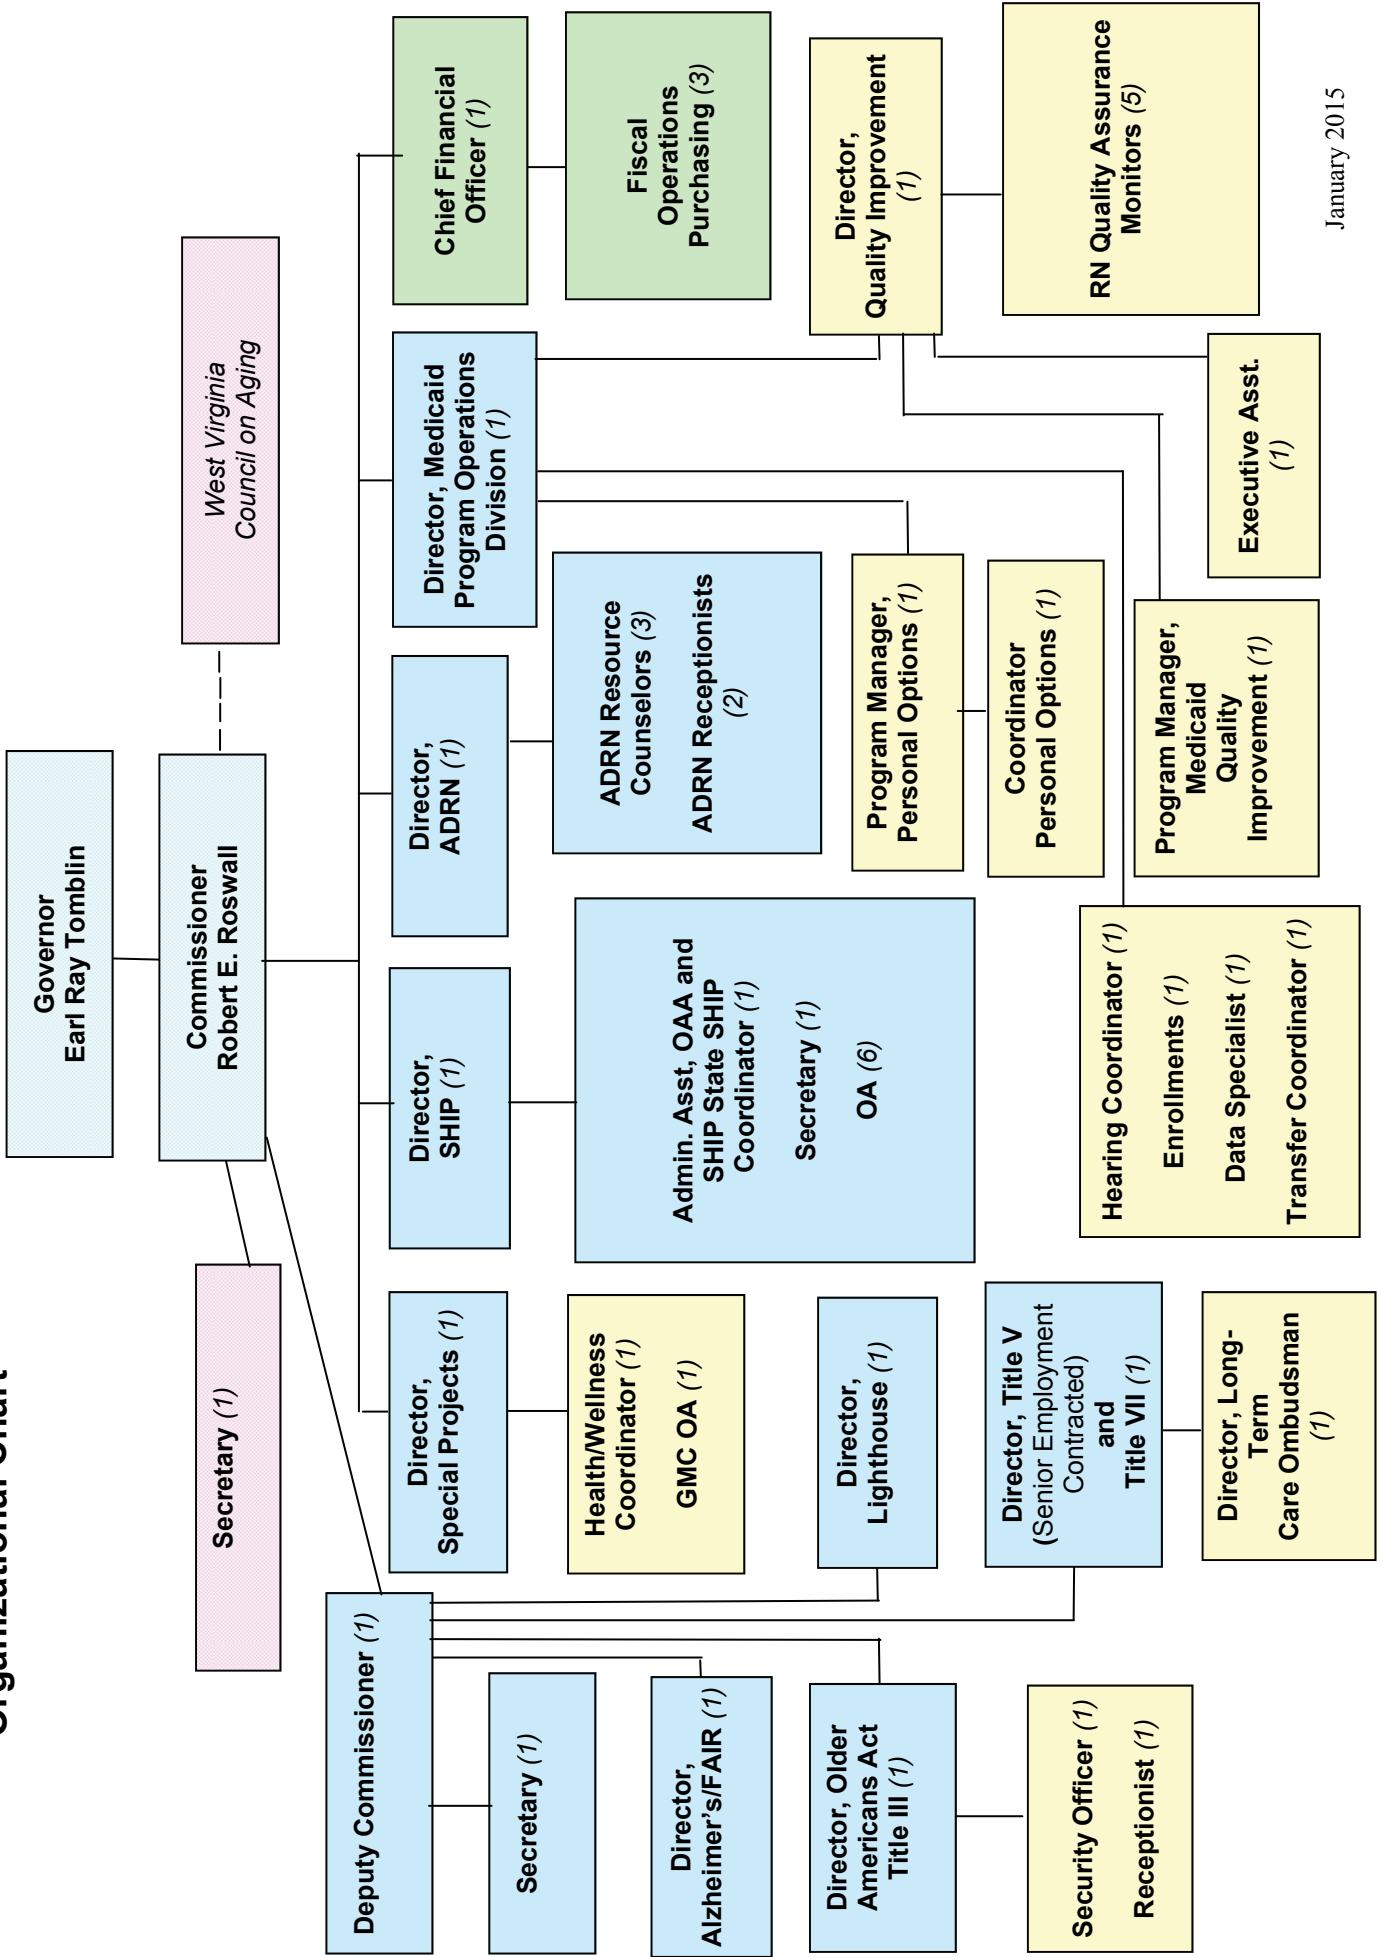 Organizational Chart
Governor
Earl Ray Tomblin
Commissioner
Robert E. Roswall
West Virginia
Council on Aging
Secretary (1)
Deputy Commissioner (1)
Secretary (1)
Director,
Alzheimer's/FAIR (1)
Director, Older
Americans Act
Title III (1)
Security Officer (1)
Receptionist (1)
Director,
Lighthouse (1)
Director, Title V
(Senior Employment
Contracted)
and
Title VII (1)
Director, Long-
Term
Care Ombudsman
(1)
Director,
Special Projects (1)
Health/Wellness
Coordinator (1)
GMC OA (1)
Director,
SHIP (1)
Admin. Asst, OAA and
SHIP State SHIP
Coordinator (1)
Secretary (1)
OA (6)
Director,
ADRN (1)
ADRN Resource
Counselors (3)
ADRN Receptionists
(2)
Director, Medicaid
Program Operations
Division (1)
Program Manager,
Personal Options (1)
Coordinator
Personal Options (1)
Hearing Coordinator (1)
Enrollments (1)
Data Specialist (1)
Transfer Coordinator (1)
Director,
Quality Improvement
(1)
RN Quality Assurance
Monitors (5)
Program Manager,
Medicaid
Quality
Improvement (1)
Executive Asst.
(1)
Chief Financial
Officer (1)
Fiscal
Operations
Purchasing (3)
January 2015